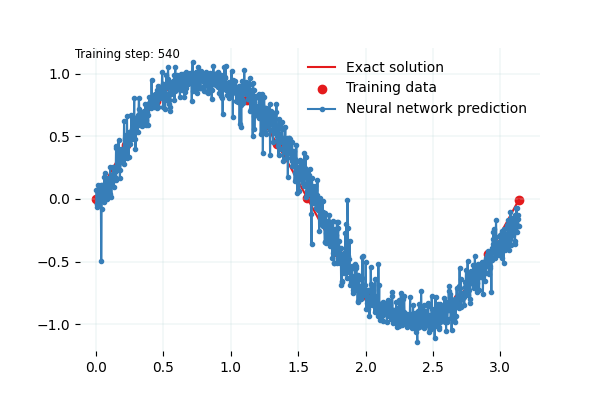 Training step: 540
Exact solution
Training data
Neural network prediction
1.0
0.5
0.0
−0.5
−1.0
0.0 0.5 1.0 1.5 2.0 2.5 3.0